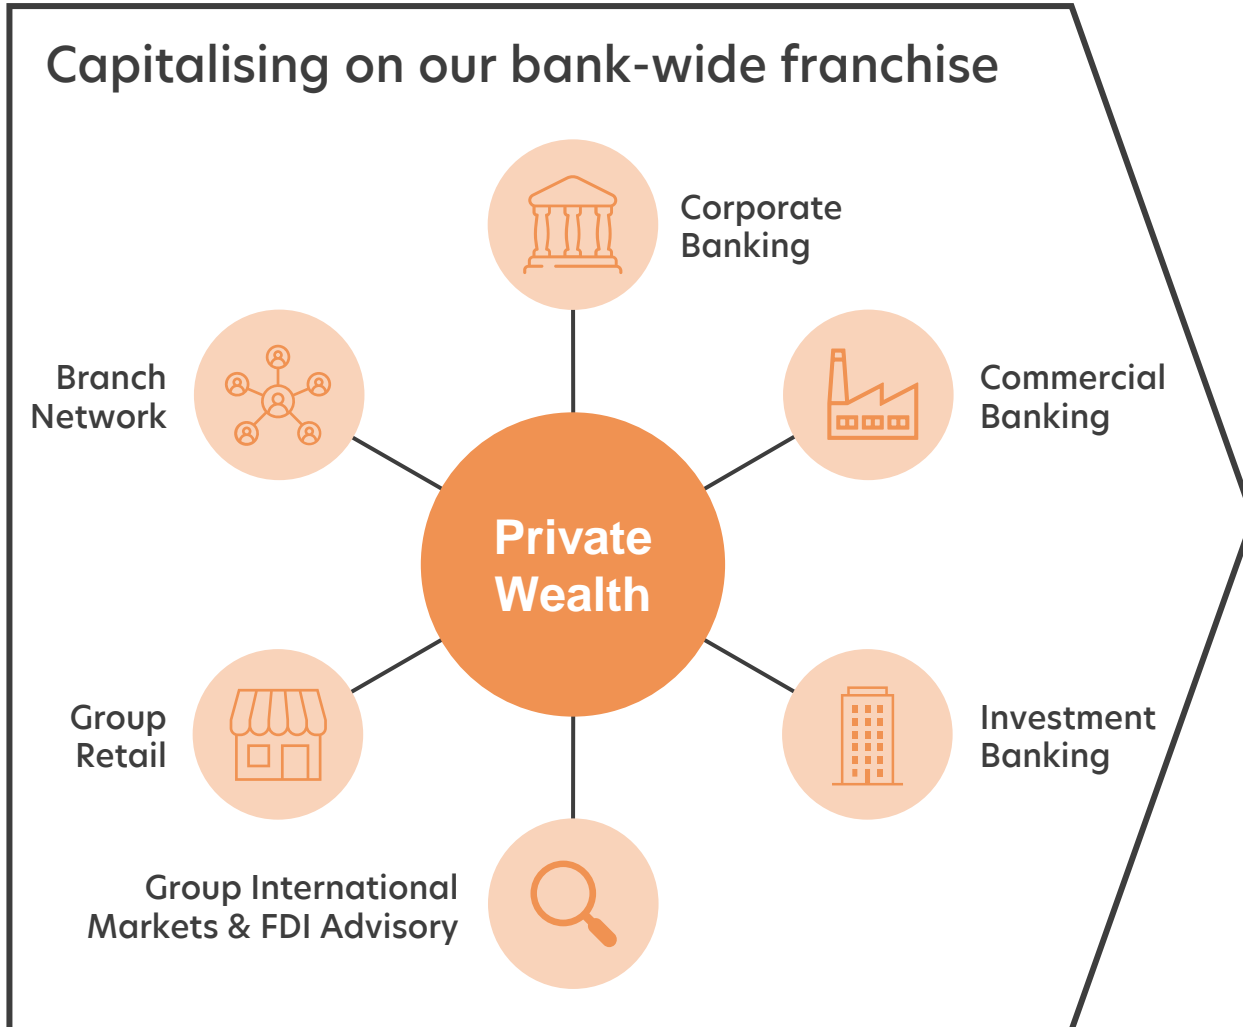 Capitalising on our bank-wide franchise
Corporate
Banking
Branch
Network
Commercial
Banking
Private
Wealth
Group
Retail
Investment
Banking
Group International
Markets & FDI Advisory